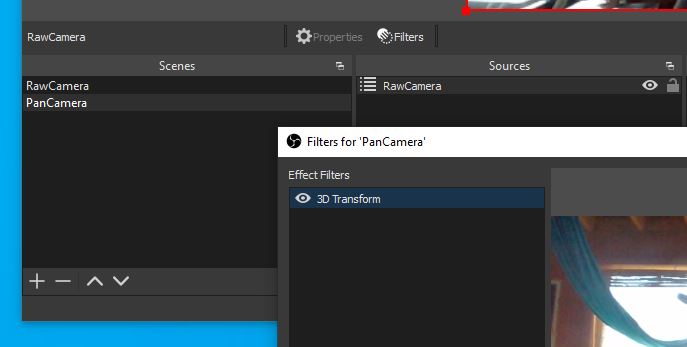 RawCamera
Properties
Filters
Scenes
Sources
RawCamera
RawCamera
PanCamera
Filters for 'PanCamera'
Effect Filters
3D Transform